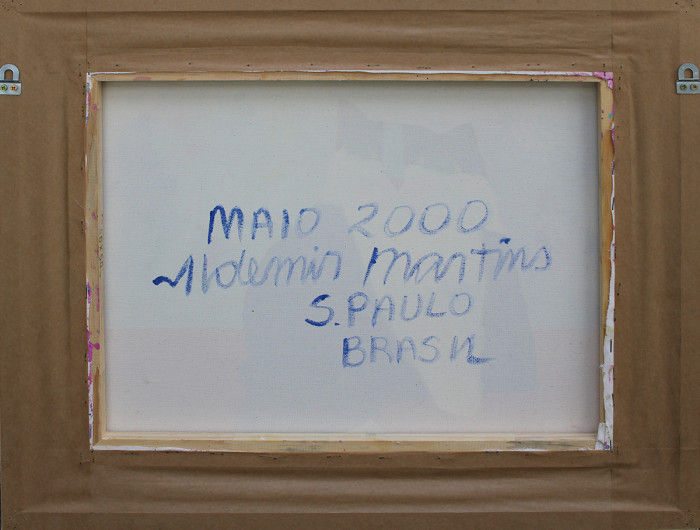 MAIO 2000
Aldemir Martins
S. PAULO
BRASIL